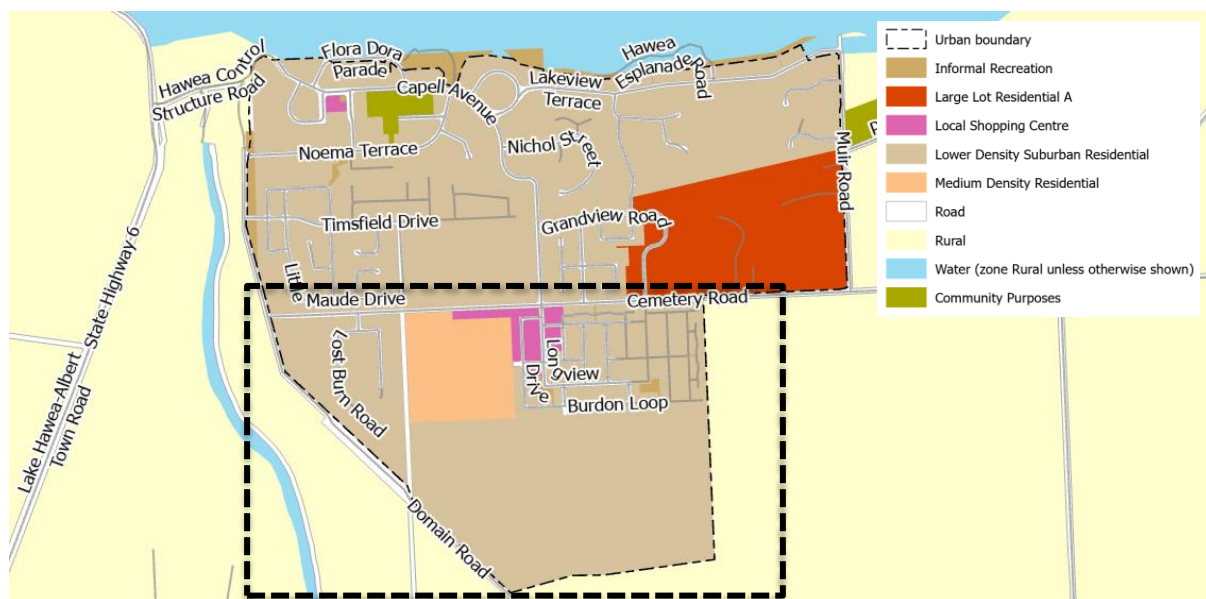 Hawea Control
Structure Road
Flora Dora
Parade
Capell Avenue
Lakeview
Terrace
Hawea
Esplanade
Road
Noema Terrace
Nichol Street
Muir Road
P
Timsfield Drive
Grandview Road
Little
Maude Drive
Cemetery Road
State Highway 6
Lake Hawea-Albert
Town Road
Lost Burn Road
Longview
Drive
Burdon Loop
Domain Road
Urban boundary
Informal Recreation
Large Lot Residential A
Local Shopping Centre
Lower Density Suburban Residential
Medium Density Residential
Road
Rural
Water (zone Rural unless otherwise shown)
Community Purposes